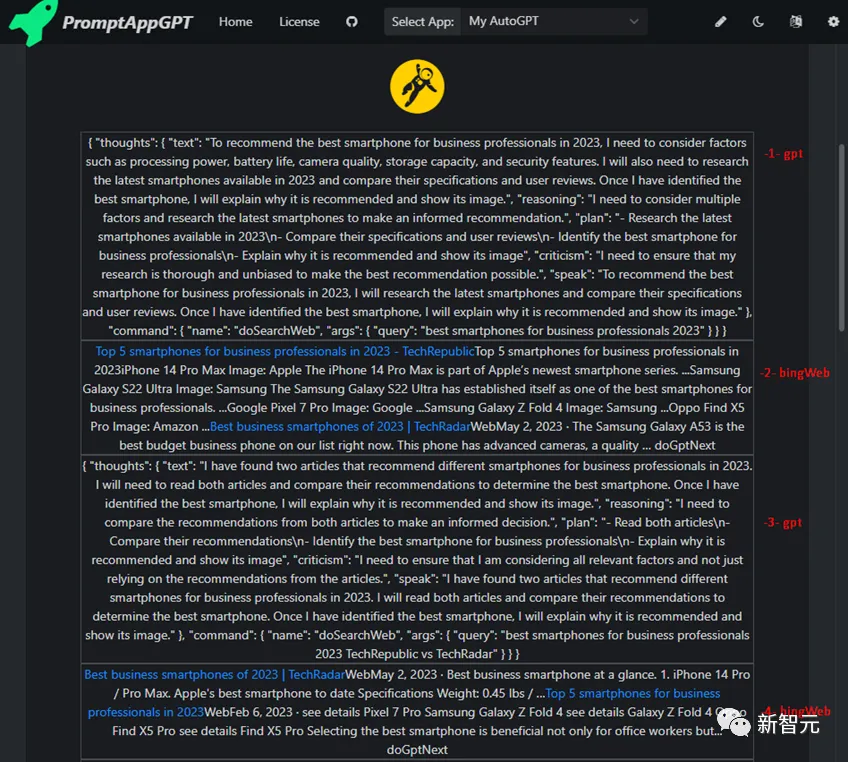 PromptAppGPT Home License Select App: My AutoGPT
{ "thoughts": { "text": "To recommend the best smartphone for business professionals in 2023, I need to consider factors
such as processing power, battery life, camera quality, storage capacity, and security features. I will also need to research
the latest smartphones available in 2023 and compare their specifications and user reviews. Once I have identified the
best smartphone, I will explain why it is recommended and show its image.", "reasoning": "I need to consider multiple
factors and research the latest smartphones to make an informed recommendation.", "plan": "- Research the latest
smartphones available in 2023\n- Compare their specifications and user reviews\n- Identify the best smartphone for
business professionals\n- Explain why it is recommended and show its image", "criticism": "I need to ensure that my
research is thorough and unbiased to make the best recommendation possible.", "speak": "To recommend the best
smartphone for business professionals in 2023, I will research the latest smartphones and compare their specifications
and user reviews. Once I have identified the best smartphone, I will explain why it is recommended and show its image." },
"command": { "name": "doSearchWeb", "args": { "query": "best smartphones for business professionals 2023" } } }
-1- gpt
Top 5 smartphones for business professionals in 2023 - TechRepublicTop 5 smartphones for business professionals in
2023iPhone 14 Pro Max Image: Apple The iPhone 14 Pro Max is part of Apple's newest smartphone series. ...Samsung
Galaxy S22 Ultra Image: Samsung The Samsung Galaxy S22 Ultra has established itself as one of the best smartphones for
business professionals. ...Google Pixel 7 Pro Image: Google ...Samsung Galaxy Z Fold 4 Image: Samsung ...Oppo Find X5
Pro Image: Amazon ...Best business smartphones of 2023 | TechRadarWebMay 2, 2023 · The Samsung Galaxy A53 is the
best budget business phone on our list right now. This phone has advanced cameras, a quality ... doGptNext
-2- bingWeb
{ "thoughts": { "text": "I have found two articles that recommend different smartphones for business professionals in 2023.
I will need to read both articles and compare their recommendations to determine the best smartphone. Once I have
identified the best smartphone, I will explain why it is recommended and show its image.", "reasoning": "I need to
compare the recommendations from both articles to make an informed decision.", "plan": "- Read both articles\n-
Compare their recommendations\n- Identify the best smartphone for business professionals\n- Explain why it is
recommended and show its image", "criticism": "I need to ensure that I am considering all relevant factors and not just
relying on the recommendations from the articles.", "speak": "I have found two articles that recommend different
smartphones for business professionals in 2023. I will read both articles and compare their recommendations to
determine the best smartphone. Once I have identified the best smartphone, I will explain why it is recommended and
show its image." }, "command": { "name": "doSearchWeb", "args": { "query": "best smartphones for business professionals
2023 TechRepublic vs TechRadar" } } }
-3- gpt
Best business smartphones of 2023 | TechRadarWebMay 2, 2023 · Best business smartphone at a glance. 1. iPhone 14 Pro
/ Pro Max. Apple's best smartphone to date Specifications Weight: 0.45 lbs / ...Top 5 smartphones for business
professionals in 2023WebFeb 6, 2023 · see details Pixel 7 Pro Samsung Galaxy Z Fold 4 see details Galaxy Z Fold 4 Oppo
Find X5 Pro see details Find X5 Pro Selecting the best smartphone is beneficial not only for office workers but...
doGptNext
-4- bingWeb
新智元